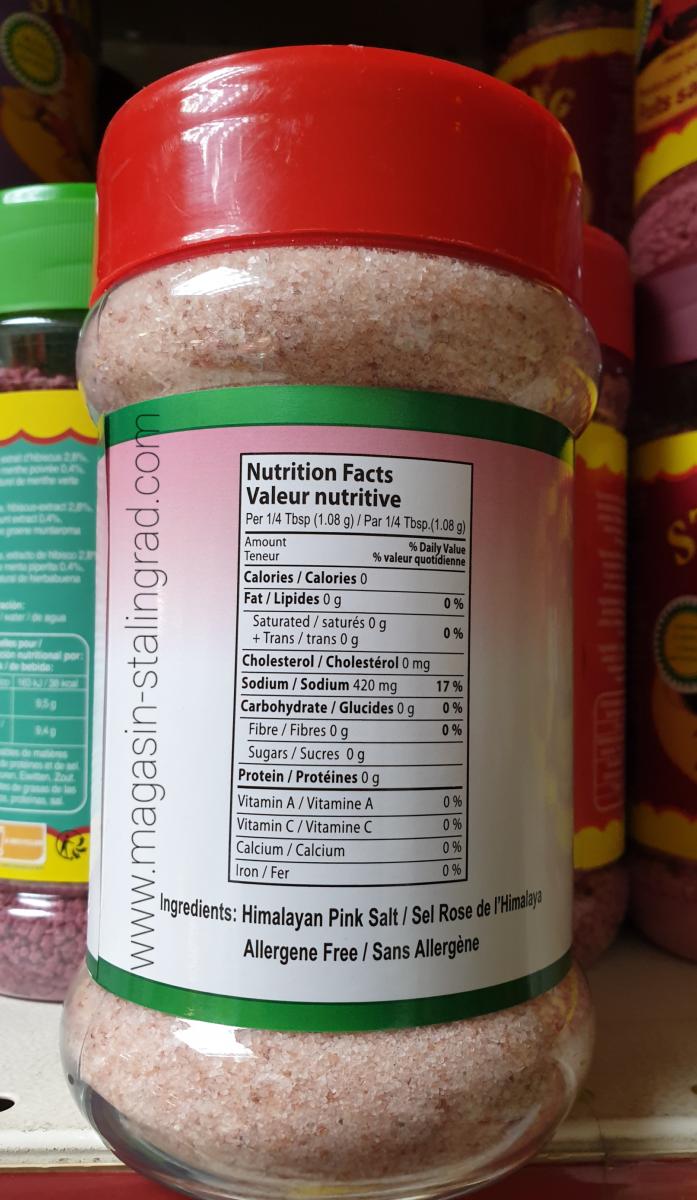 www.magasin-stalingrad.com
Nutrition Facts
Valeur nutritive
Per 1/4 Tbsp (1.08 g) / Par 1/4 Tbsp.(1.08 g)
Amount % Daily Value
Teneur % valeur quotidienne
Calories / Calories 0
Fat / Lipides 0 g 0 %
Saturated / saturés 0 g
+ Trans / trans 0 g 0 %
Cholesterol / Cholestérol 0 mg
Sodium / Sodium 420 mg 17 %
Carbohydrate / Glucides 0 g 0 %
Fibre / Fibres 0 g 0 %
Sugars / Sucres 0 g
Protein / Protéines 0 g
Vitamin A / Vitamine A 0 %
Vitamin C / Vitamine C 0 %
Calcium / Calcium 0 %
Iron / Fer 0 %
Ingredients: Himalayan Pink Salt / Sel Rose de l'Himalaya
Allergene Free / Sans Allergène